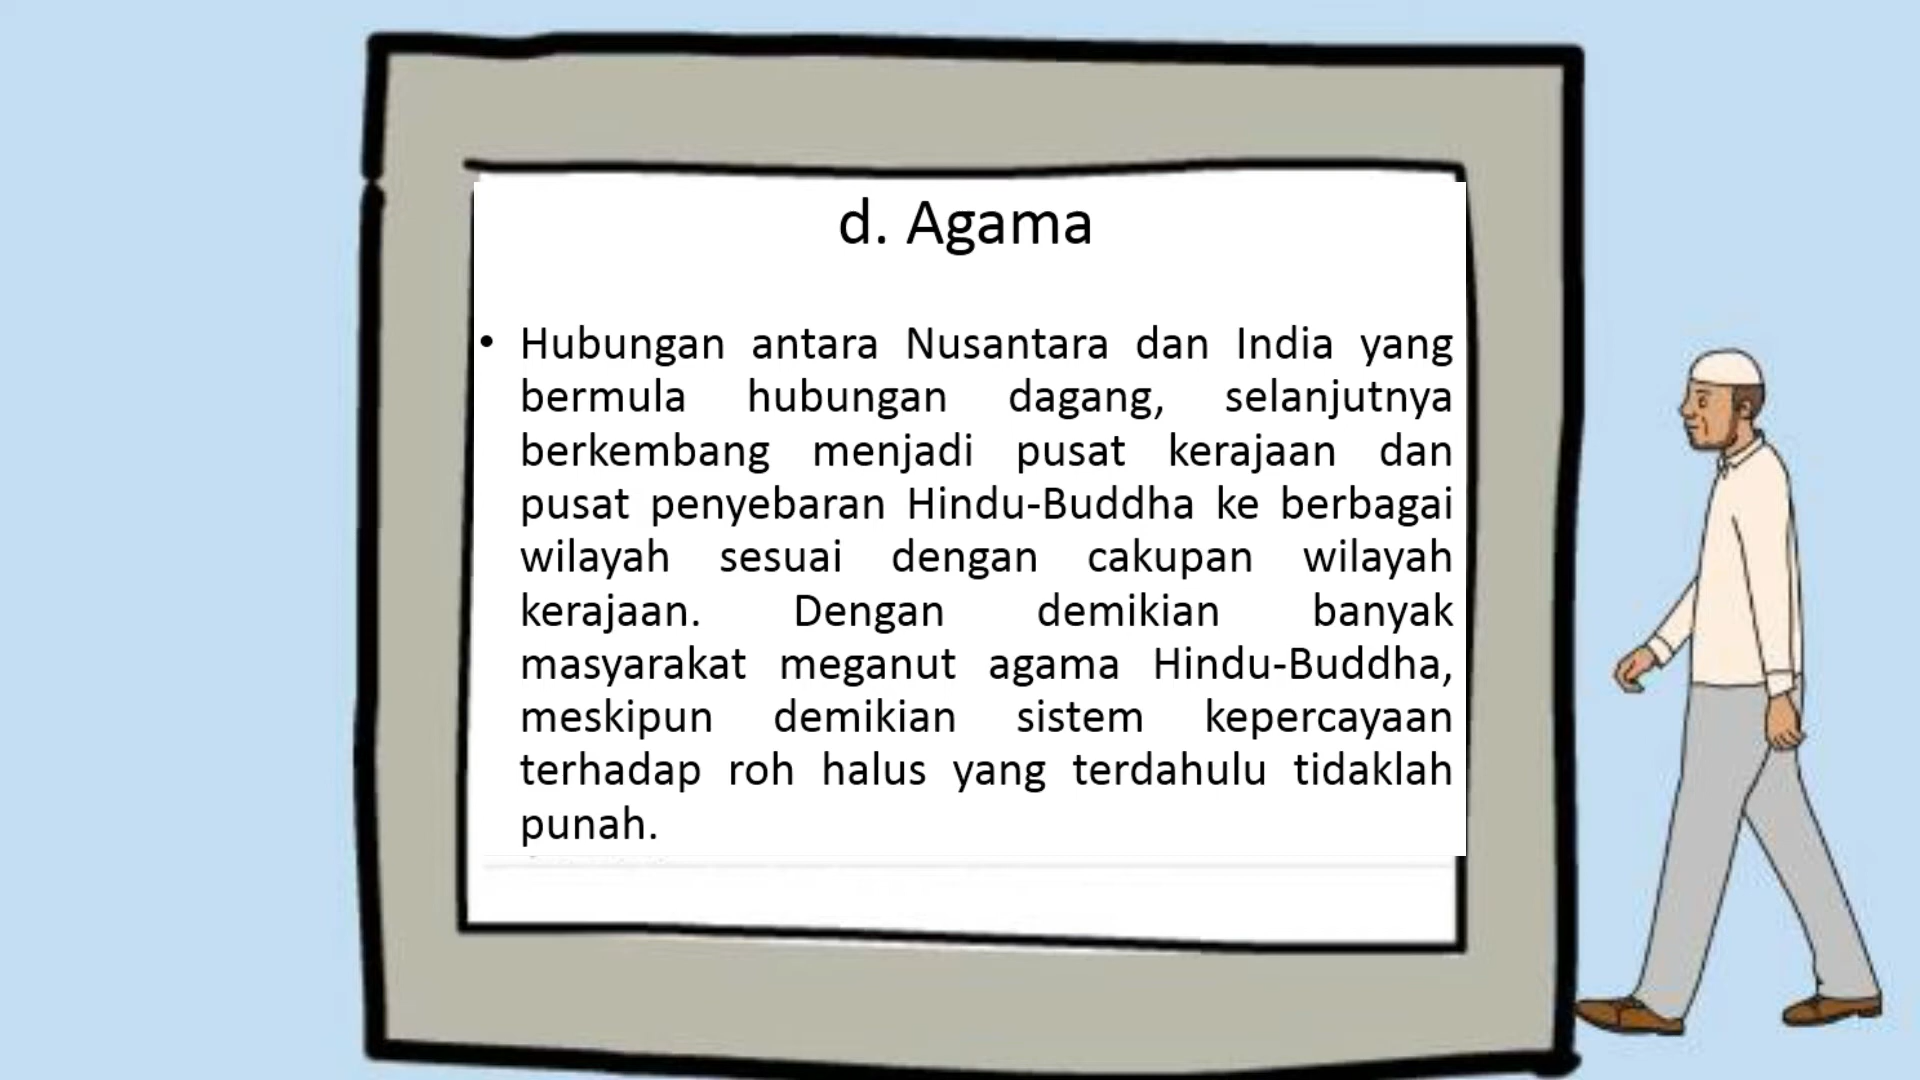 d. Agama
• Hubungan antara Nusantara dan India yang
bermula hubungan dagang, selanjutnya
berkembang menjadi pusat kerajaan dan
pusat penyebaran Hindu-Buddha ke berbagai
wilayah sesuai dengan cakupan wilayah
kerajaan. Dengan demikian banyak
masyarakat meganut agama Hindu-Buddha,
meskipun demikian sistem kepercayaan
terhadap roh halus yang terdahulu tidaklah
punah.